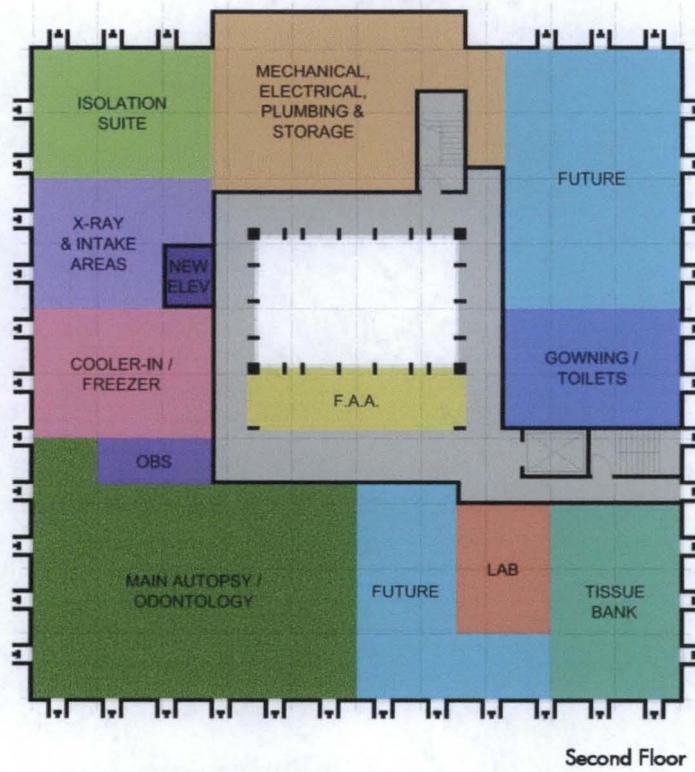 MECHANICAL,
ELECTRICAL,
PLUMBING &
STORAGE
ISOLATION
SUITE
FUTURE
X-RAY
& INTAKE
AREAS
NEW
ELEV
COOLER-IN /
FREEZER
GOWNING /
TOILETS
F.A.A.
OBS
MAIN AUTOPSY /
ODONTOLOGY
FUTURE
LAB
TISSUE
BANK
Second Floor